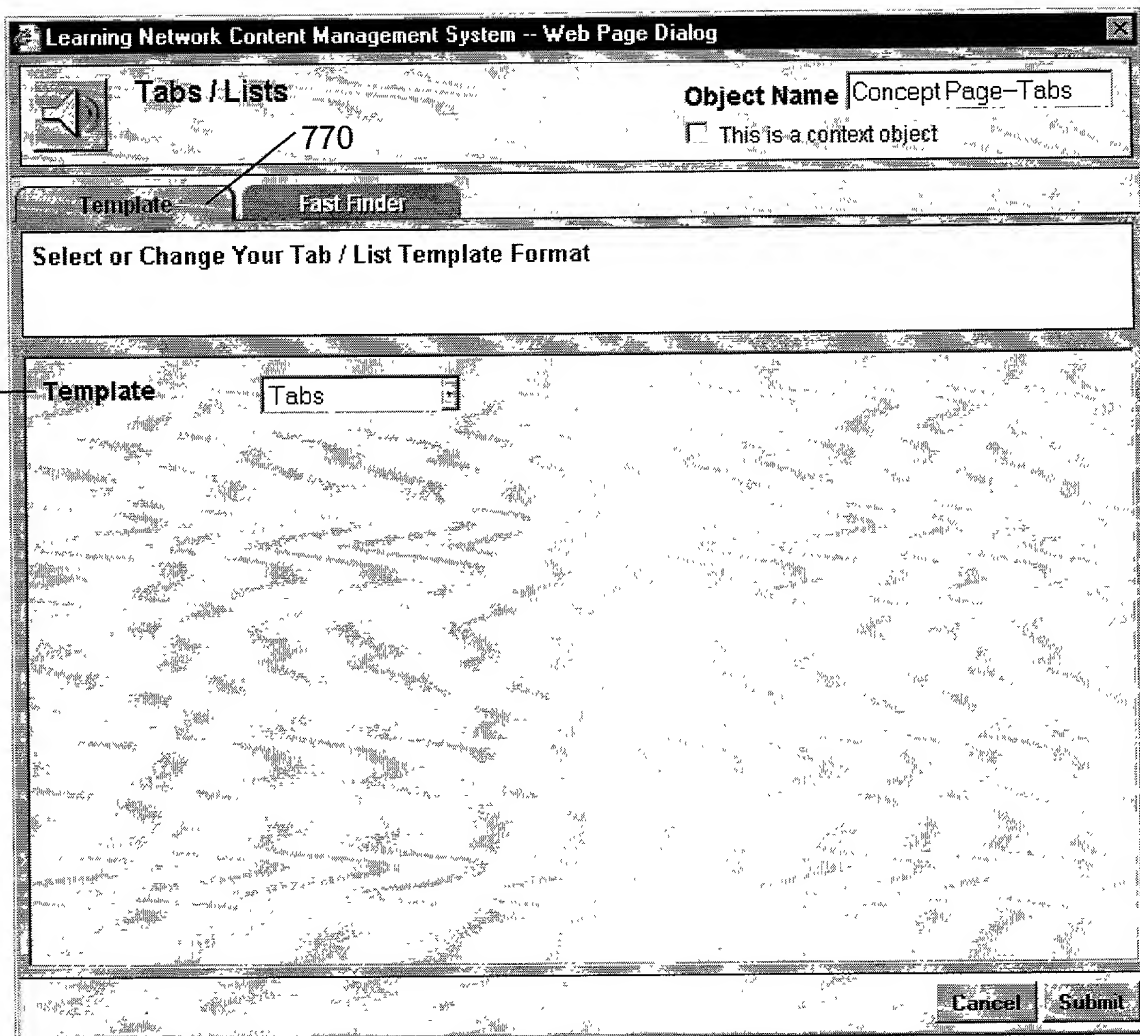 Learning Network Content Management System -- Web Page Dialog
Tabs / Lists
Object Name Concept Page-Tabs
This is a context object
770
Template Fast Finder
Select or Change Your Tab / List Template Format
Template Tabs
Cancel Submit